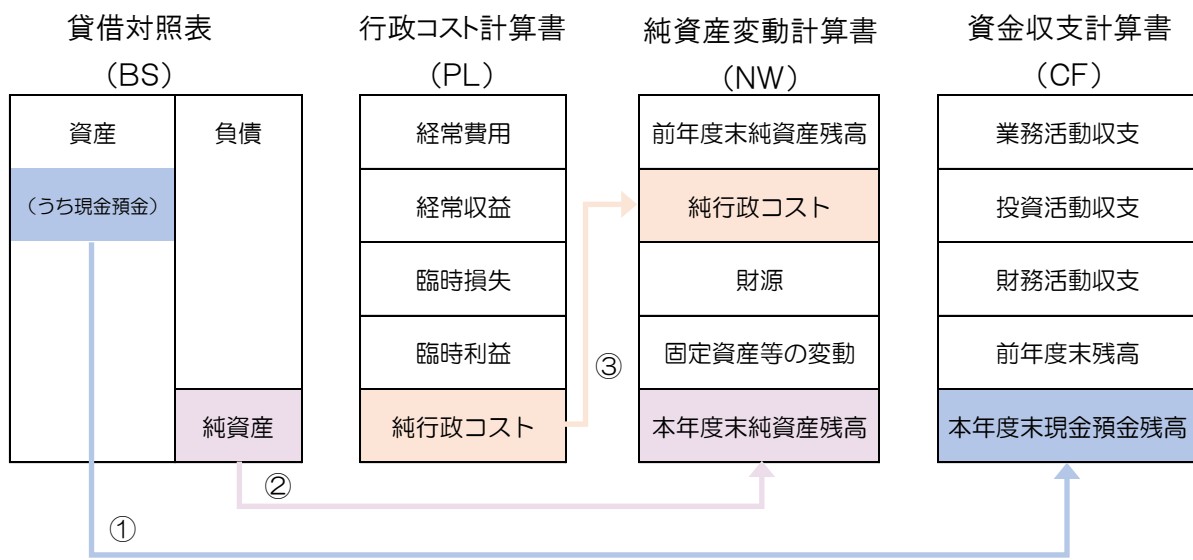 貸借対照表
（BS）
資産
負債
（うち現金預金）
純資産
行政コスト計算書
（PL）
経常費用
経常収益
臨時損失
臨時利益
純行政コスト
純資産変動計算書
（NW）
前年度末純資産残高
純行政コスト
財源
固定資産等の変動
本年度末純資産残高
資金収支計算書
（CF）
業務活動収支
投資活動収支
財務活動収支
前年度末残高
本年度末現金預金残高
③
②
①